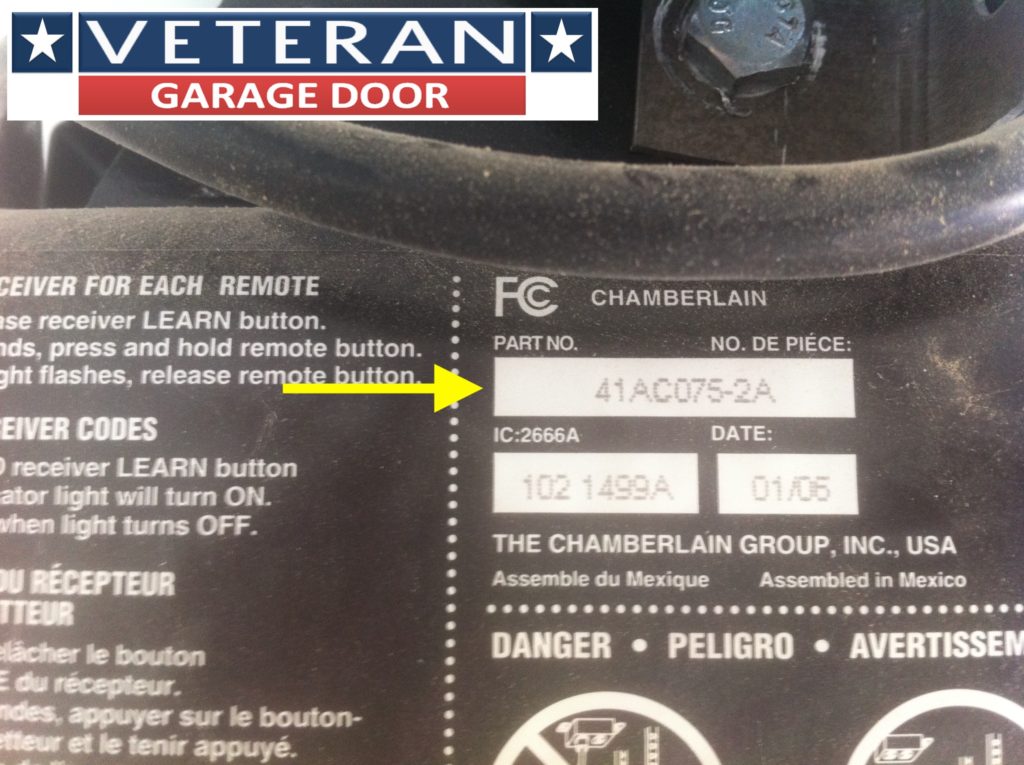 VETERAN
GARAGE DOOR
CEIVER FOR EACH REMOTE
ase receiver LEARN button.
nds, press and hold remote button.
ght flashes, release remote button.
EIVER CODES
receiver LEARN button
ator light will turn ON.
when light turns OFF.
DU RÉCEPTEUR
TTEUR
elâcher le bouton
E du récepteur.
ndes, appuyer sur le bouton-
etteur et le tenir appuyé.
FC CHAMBERLAIN
PART NO. NO. DE PIÉCE:
41AC075-2A
IC:2666A DATE:
102 1499A 01/06
THE CHAMBERLAIN GROUP, INC., USA
Assemble du Mexique Assembled in Mexico
DANGER • PELIGRO • AVERTISSEM